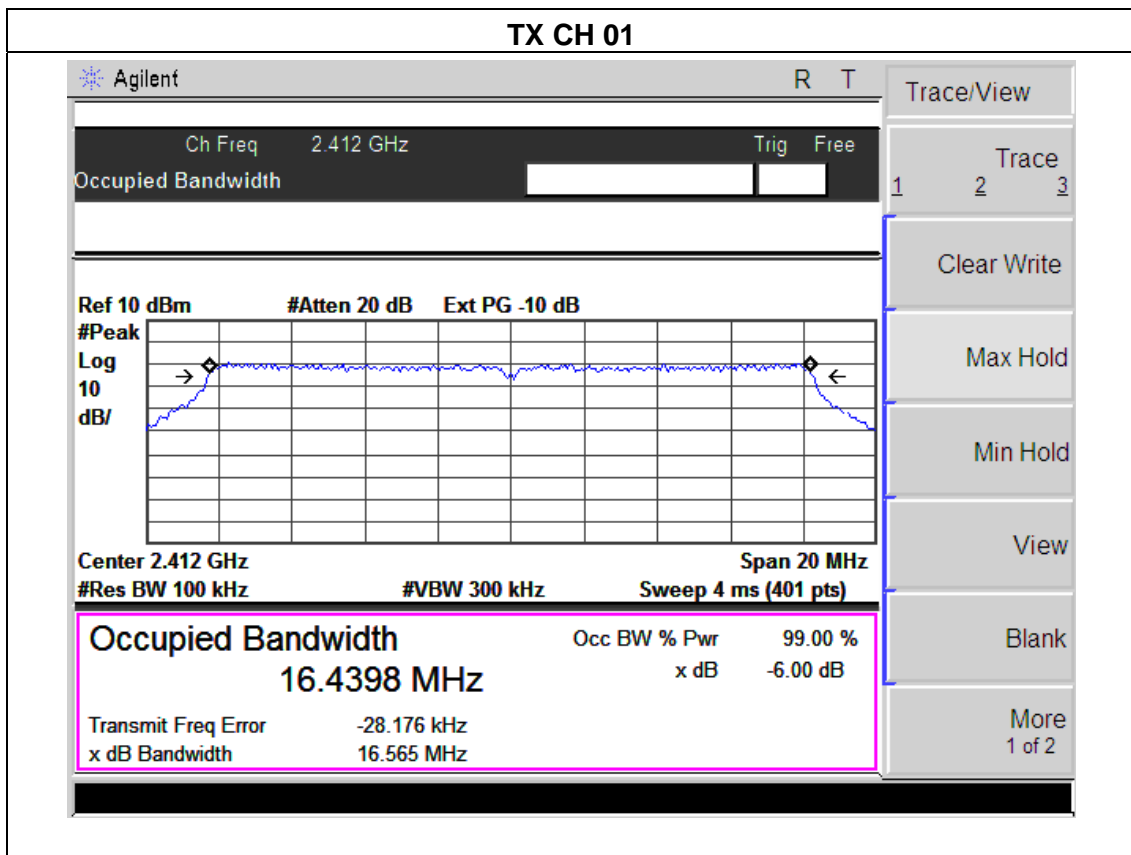 TX CH 01
Agilent R T
Ch Freq 2.412 GHz Trig Free
Occupied Bandwidth
Ref 10 dBm #Atten 20 dB Ext PG -10 dB
#Peak
Log
10
dB/
Center 2.412 GHz Span 20 MHz
#Res BW 100 kHz #VBW 300 kHz Sweep 4 ms (401 pts)
Occupied Bandwidth
16.4398 MHz
Occ BW % Pwr 99.00 %
x dB -6.00 dB
Transmit Freq Error -28.176 kHz
x dB Bandwidth 16.565 MHz
Trace/View
Trace
1 2 3
Clear Write
Max Hold
Min Hold
View
Blank
More
1 of 2